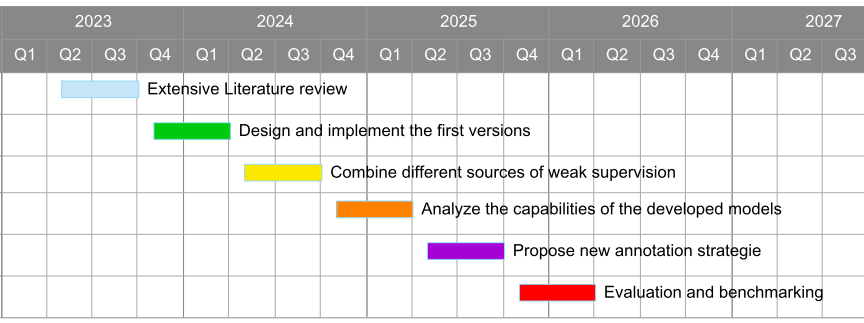 2023 2024 2025 2026 2027
Q1 Q2 Q3 Q4 Q1 Q2 Q3 Q4 Q1 Q2 Q3 Q4 Q1 Q2 Q3 Q4 Q1 Q2 Q3
Extensive Literature review
Design and implement the first versions
Combine different sources of weak supervision
Analyze the capabilities of the developed models
Propose new annotation strategie
Evaluation and benchmarking